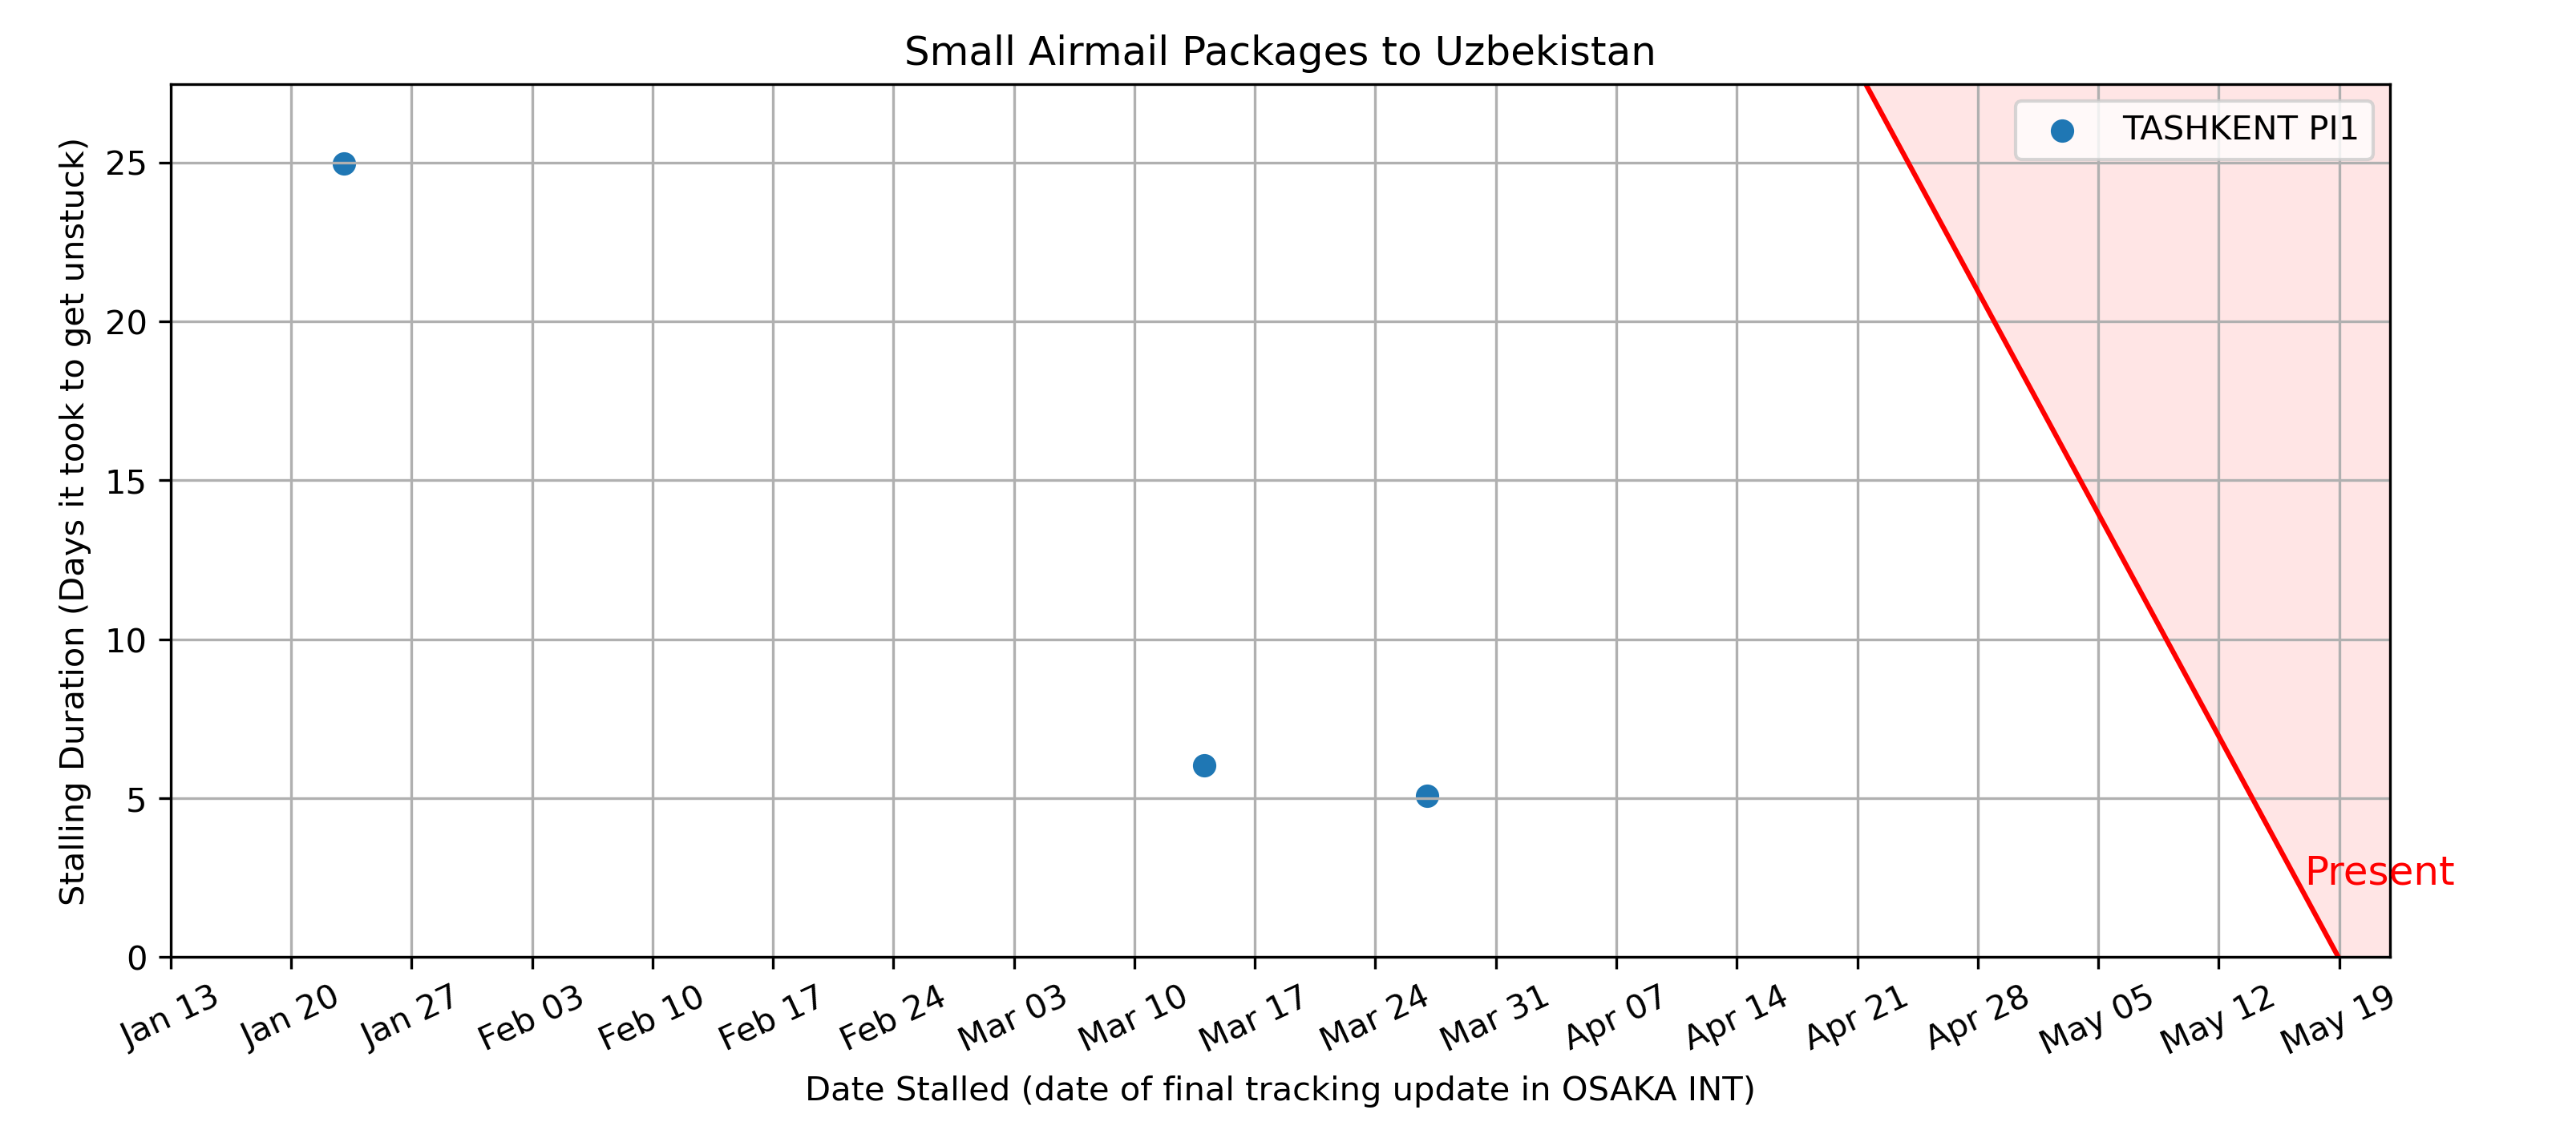 Small Airmail Packages to Uzbekistan
TASHKENT PI1
Stalling Duration (Days it took to get unstuck)
25
20
15
10
5
0
Present
Jan 13
Jan 20
Jan 27
Feb 03
Feb 10
Feb 17
Feb 24
Mar 03
Mar 10
Mar 17
Mar 24
Mar 31
Apr 07
Apr 14
Apr 21
Apr 28
May 05
May 12
May 19
Date Stalled (date of final tracking update in OSAKA INT)